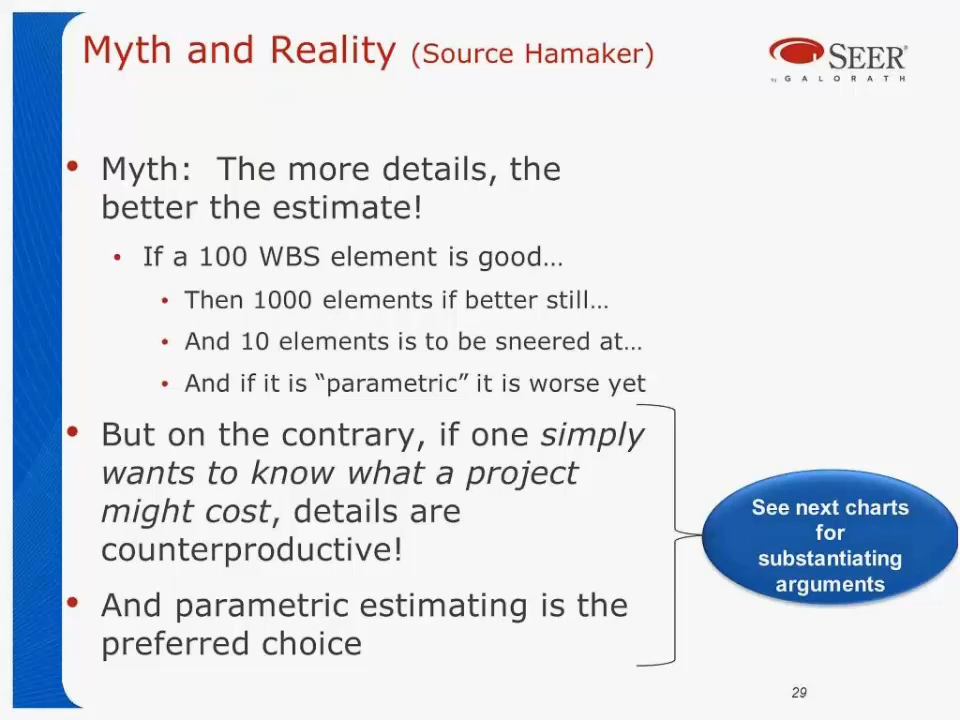 Myth and Reality (Source Hamaker)
SEER®
by GALORATH
• Myth: The more details, the
better the estimate!
• If a 100 WBS element is good…
• Then 1000 elements if better still…
• And 10 elements is to be sneered at…
• And if it is “parametric” it is worse yet
• But on the contrary, if one simply
wants to know what a project
might cost, details are
counterproductive!
• And parametric estimating is the
preferred choice
See next charts
for
substantiating
arguments
29